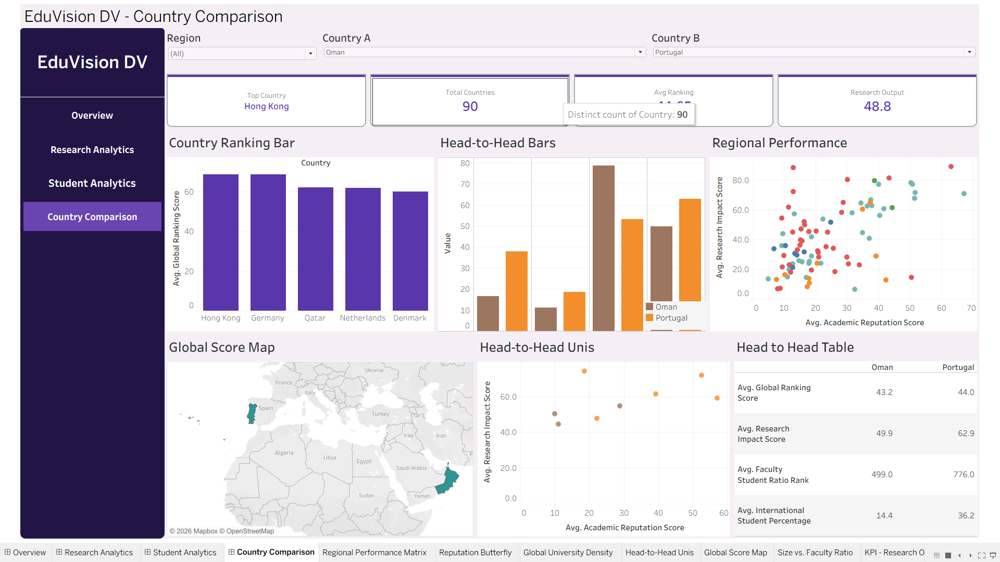 EduVision DV - Country Comparison
EduVision DV
Overview
Research Analytics
Student Analytics
Country Comparison
Region
(All)
Country A
Oman
Country B
Portugal
Top Country
Hong Kong
Total Countries
90
Avg Ranking
Distinct count of Country: 90
Research Output
48.8
Country Ranking Bar
Country
Avg. Global Ranking Score
60
40
20
0
Hong Kong
Germany
Qatar
Netherlands
Denmark
Head-to-Head Bars
Value
80
70
60
50
40
30
20
10
0
Oman
Portugal
Regional Performance
Avg. Research Impact Score
80.0
60.0
40.0
20.0
0.0
0
10
20
30
40
50
60
70
Avg. Academic Reputation Score
Global Score Map
Ukraine
France
Italy
Spain
Turkey
Iraq
Iran
Algeria
Libya
Egypt
Saudi Arabia
Sudan
Yemen
© 2026 Mapbox © OpenStreetMap
Head-to-Head Unis
Avg. Research Impact Score
60.0
40.0
20.0
0.0
0
10
20
30
40
50
60
Avg. Academic Reputation Score
Head to Head Table
Oman Portugal
Avg. Global Ranking
Score 43.2 44.0
Avg. Research
Impact Score 49.9 62.9
Avg. Faculty
Student Ratio Rank 499.0 776.0
Avg. International
Student Percentage 14.4 36.2
Overview
Research Analytics
Student Analytics
Country Comparison
Regional Performance Matrix
Reputation Butterfly
Global University Density
Head-to-Head Unis
Global Score Map
Size vs. Faculty Ratio
KPI - Research O